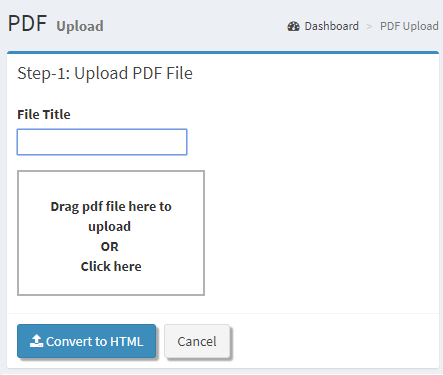 PDF Upload
Dashboard > PDF Upload
Step-1: Upload PDF File
File Title
Drag pdf file here to
upload
OR
Click here
Convert to HTML
Cancel